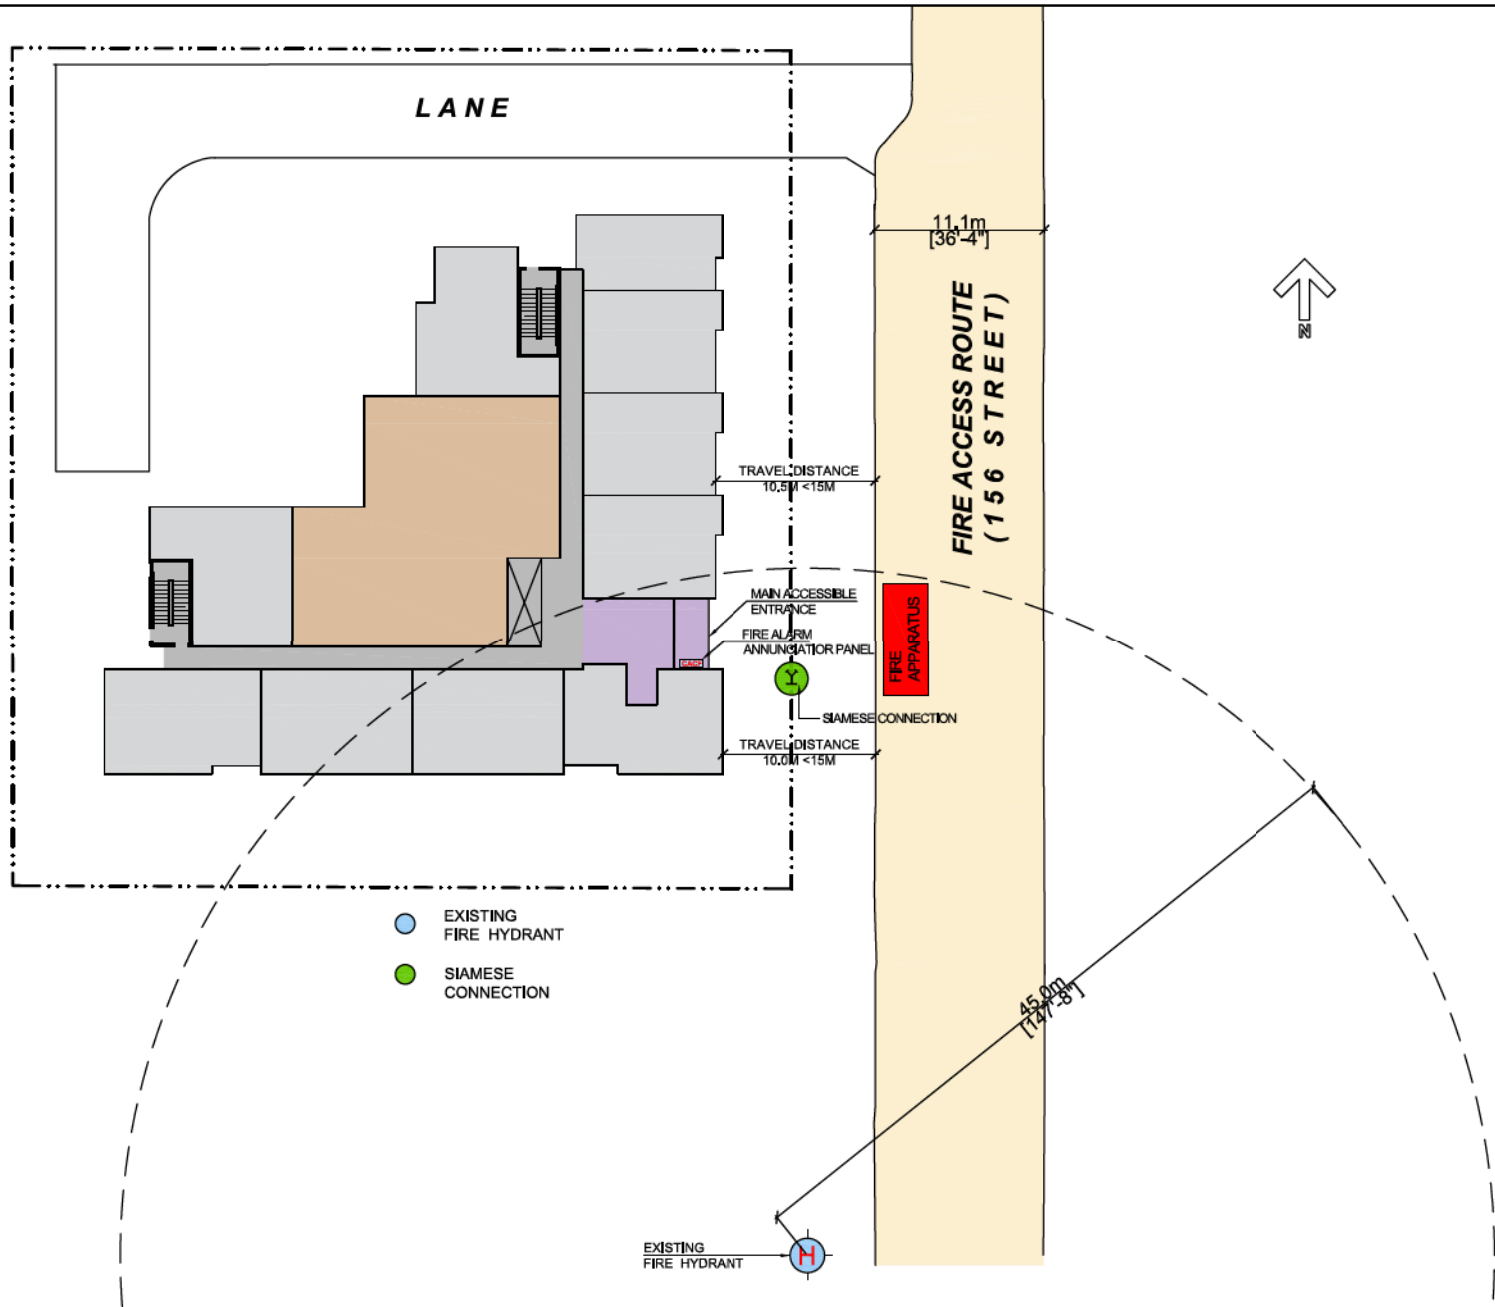 LANE
11.1m
[36'-4"]
FIRE ACCESS ROUTE
(156 STREET)
N
TRAVEL DISTANCE
10.5M <15M
MAIN ACCESSIBLE
ENTRANCE
FIRE ALARM
ANNUNCIATIOR PANEL
FIRE
APPARATUS
Y
SIAMESE CONNECTION
TRAVEL DISTANCE
10.0M <15M
EXISTING
FIRE HYDRANT
SIAMESE
CONNECTION
45.0m
[147'-8"]
EXISTING
FIRE HYDRANT
H